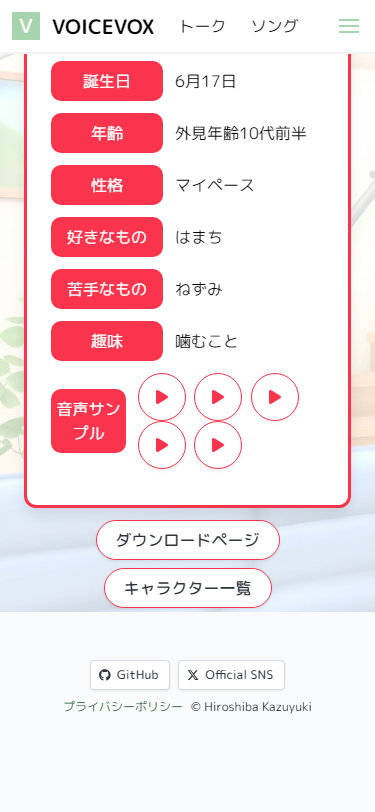 V VOICEVOX トーク ソング
誕生日 6月17日
年齢 外見年齢10代前半
性格 マイペース
好きなもの はまち
苦手なもの ねずみ
趣味 噛むこと
音声サン
プル
ダウンロードページ
キャラクター一覧
GitHub Official SNS
プライバシーポリシー © Hiroshiba Kazuyuki